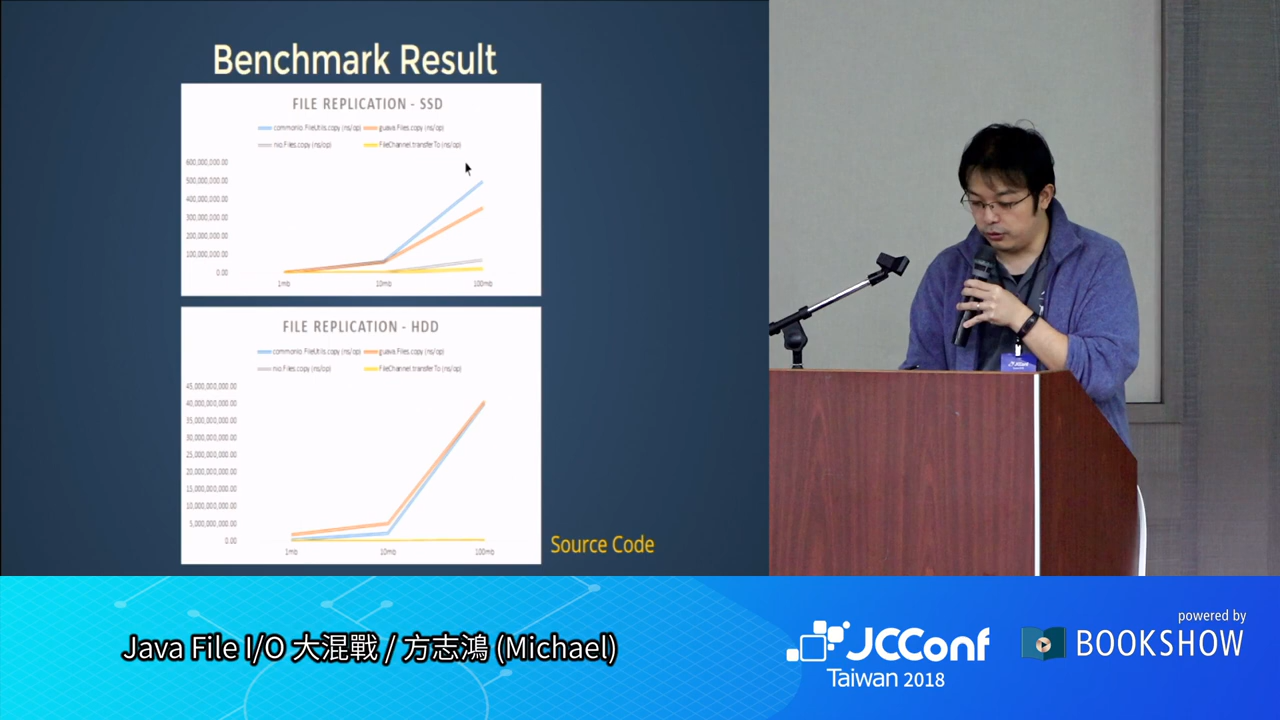 Benchmark Result
FILE REPLICATION - SSD
commonio.FileUtils.copy (ns/op)
guava.Files.copy (ns/op)
nio.Files.copy (ns/op)
FileChannel.transferTo (ns/op)
600,000,000.00
500,000,000.00
400,000,000.00
300,000,000.00
200,000,000.00
100,000,000.00
0.00
1mb
10mb
100mb
FILE REPLICATION - HDD
commonio.FileUtils.copy (ns/op)
guava.Files.copy (ns/op)
nio.Files.copy (ns/op)
FileChannel.transferTo (ns/op)
45,000,000,000.00
40,000,000,000.00
35,000,000,000.00
30,000,000,000.00
25,000,000,000.00
20,000,000,000.00
15,000,000,000.00
10,000,000,000.00
5,000,000,000.00
0.00
1mb
10mb
100mb
Source Code
JCConf
Java File I/O 大混戰 / 方志鴻 (Michael)
JCConf
Taiwan 2018
powered by
BOOKSHOW